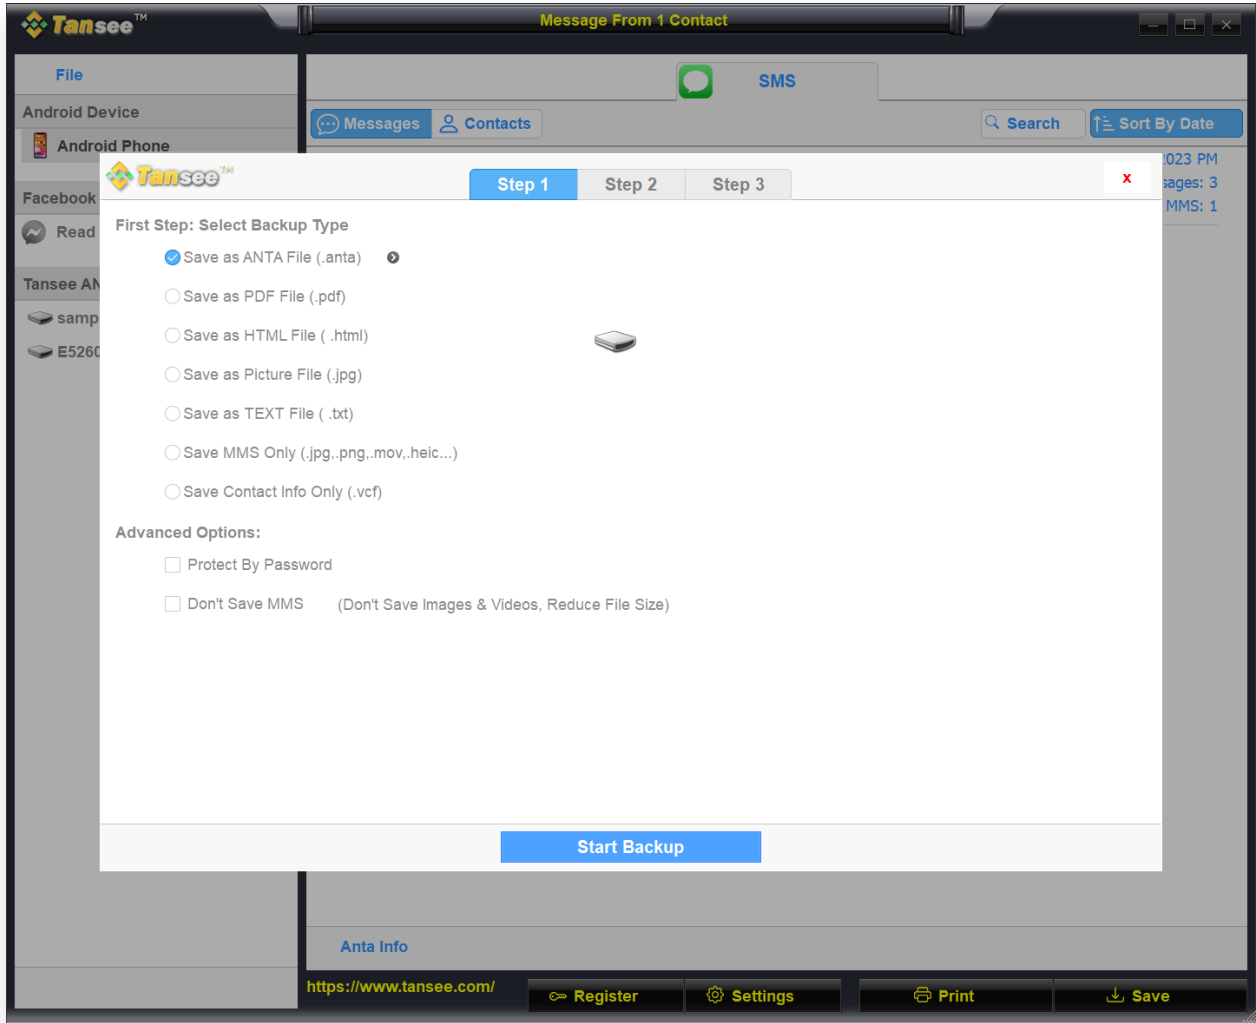 Tansee™
Message From 1 Contact
File
SMS
Android Device
Messages
Contacts
Search
Sort By Date
Android Phone
2023 PM
sages: 3
MMS: 1
Facebook
Read
Tansee AN
samp
E5260
Tansee™
Step 1
Step 2
Step 3
x
First Step: Select Backup Type
Save as ANTA File (.anta)
Save as PDF File (.pdf)
Save as HTML File ( .html)
Save as Picture File (.jpg)
Save as TEXT File ( .txt)
Save MMS Only (.jpg,.png,.mov,.heic...)
Save Contact Info Only (.vcf)
Advanced Options:
Protect By Password
Don't Save MMS (Don't Save Images & Videos, Reduce File Size)
Start Backup
Anta Info
https://www.tansee.com/
Register
Settings
Print
Save